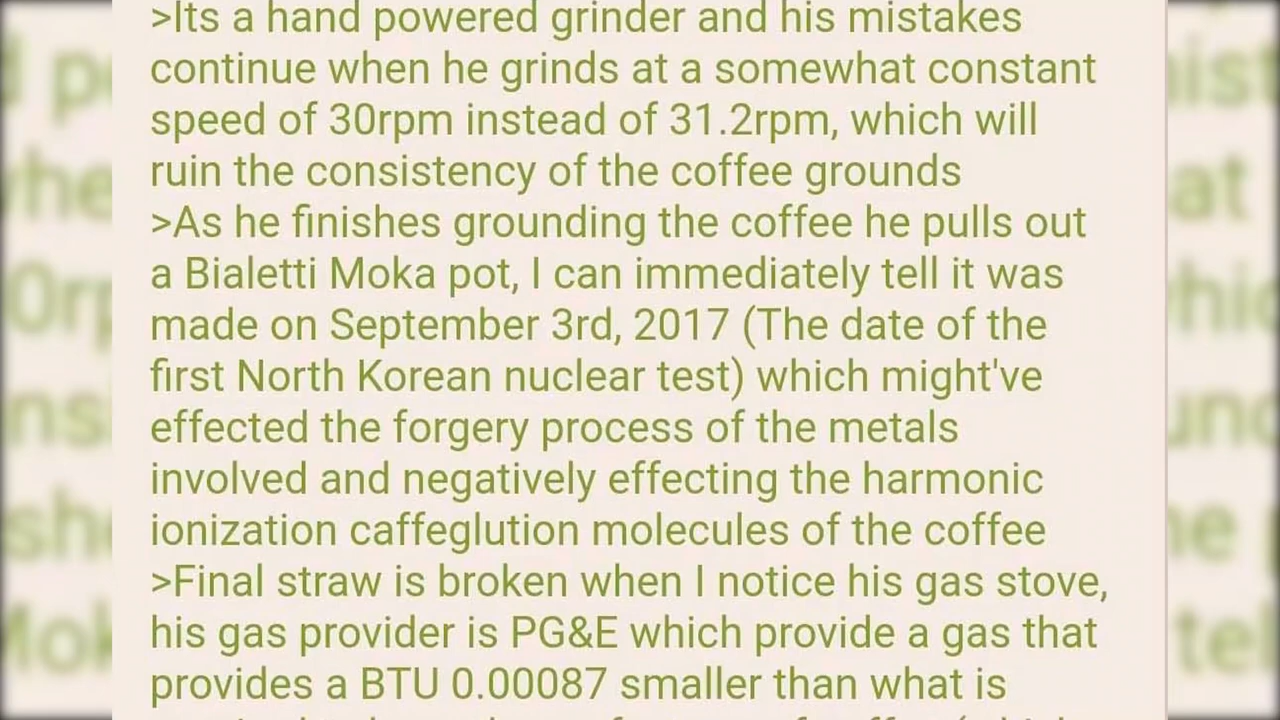 >Its a hand powered grinder and his mistakes
continue when he grinds at a somewhat constant
speed of 30rpm instead of 31.2rpm, which will
ruin the consistency of the coffee grounds
>As he finishes grounding the coffee he pulls out
a Bialetti Moka pot, I can immediately tell it was
made on September 3rd, 2017 (The date of the
first North Korean nuclear test) which might've
effected the forgery process of the metals
involved and negatively effecting the harmonic
ionization caffeglution molecules of the coffee
>Final straw is broken when I notice his gas stove,
his gas provider is PG&E which provide a gas that
provides a BTU 0.00087 smaller than what is